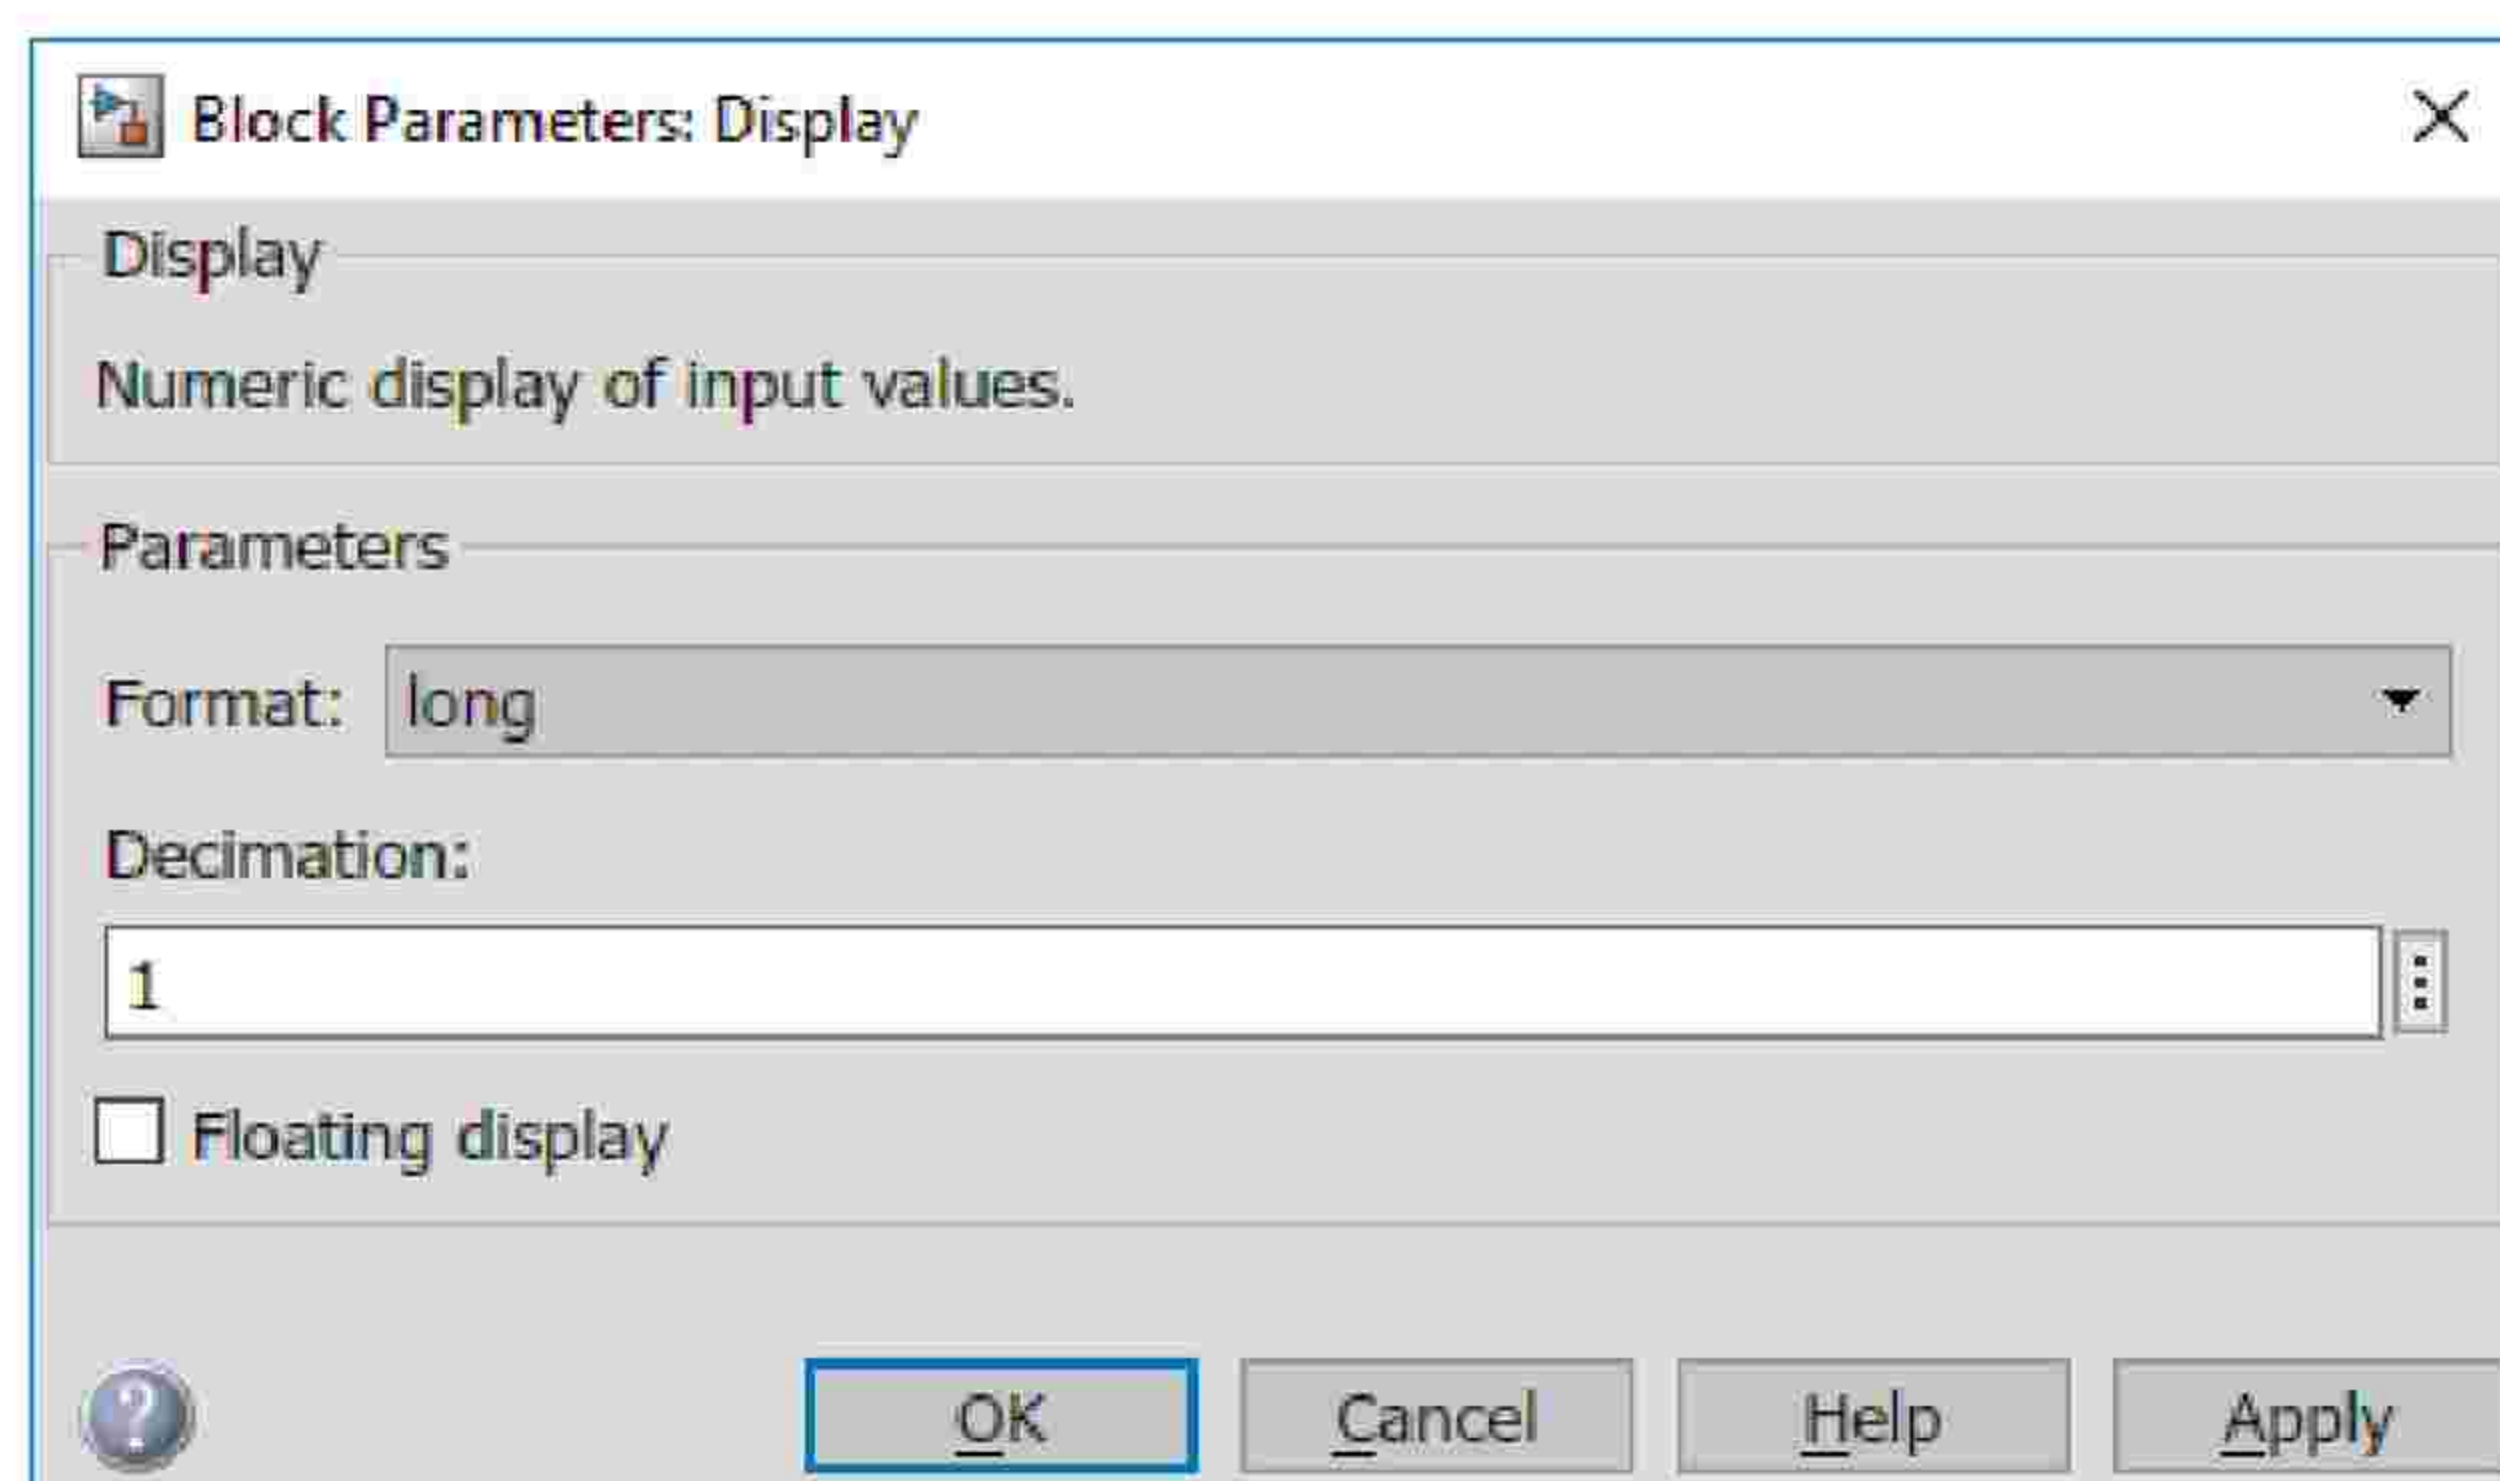 Block Parameters: Display
Display
Numeric display of input values.
Parameters
Format: long
Decimation:
1
Floating display
? OK Cancel Help Apply